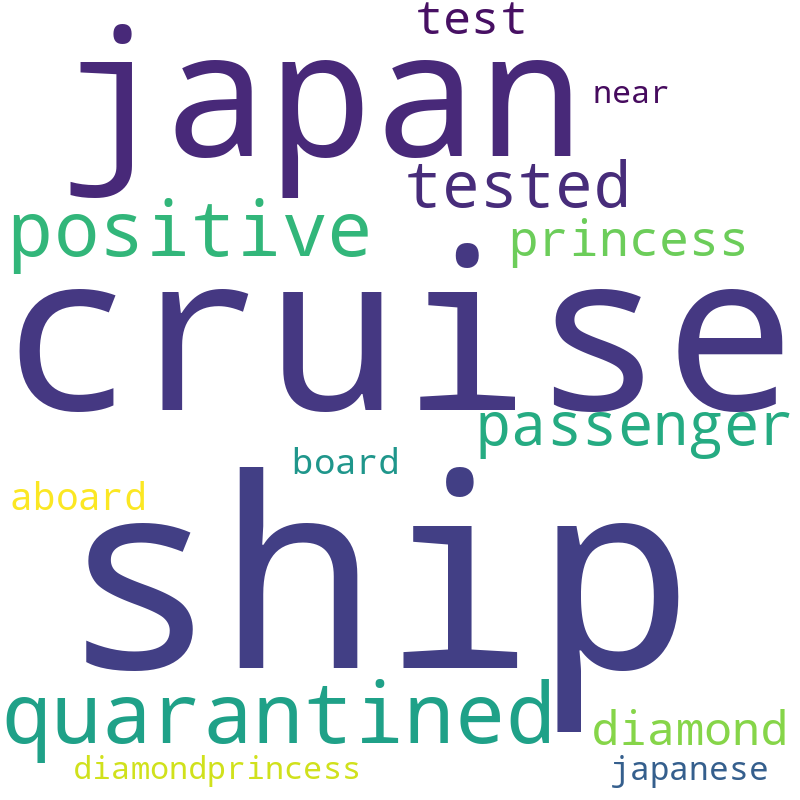 test
japan
near
tested
positive
princess
cruise
passenger
board
aboard
ship
quarantined
diamond
diamondprincess
japanese